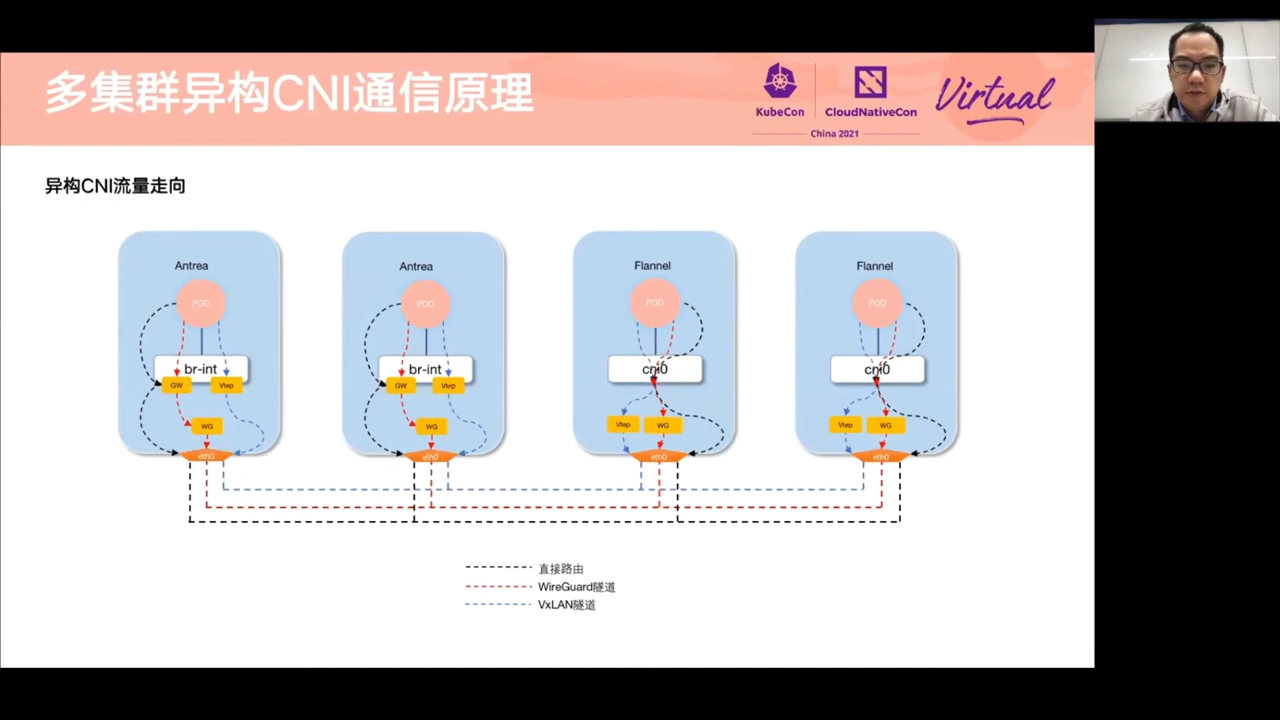 多集群异构CNI通信原理
KubeCon
CloudNativeCon
China 2021
Virtual
异构CNI流量走向
Antrea
Antrea
Flannel
Flannel
POD
POD
POD
POD
br-int
br-int
cni0
cni0
GW
Vtep
GW
Vtep
WG
WG
Vtep
WG
Vtep
WG
eth0
eth0
eth0
eth0
直接路由
WireGuard隧道
VxLAN隧道